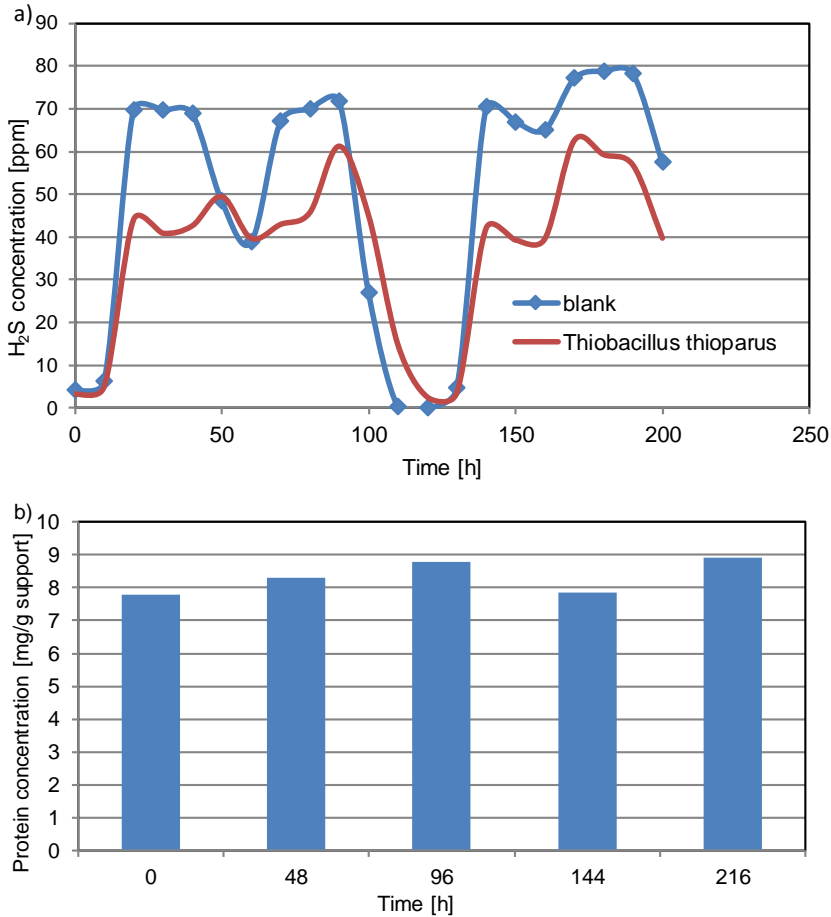 a)
H₂S concentration [ppm]
90
80
70
60
50
40
30
20
10
0
0 50 100 150 200 250
Time [h]
blank
Thiobacillus thioparus
b)
Protein concentration [mg/g support]
10
9
8
7
6
5
4
3
2
1
0
0 48 96 144 216
Time [h]